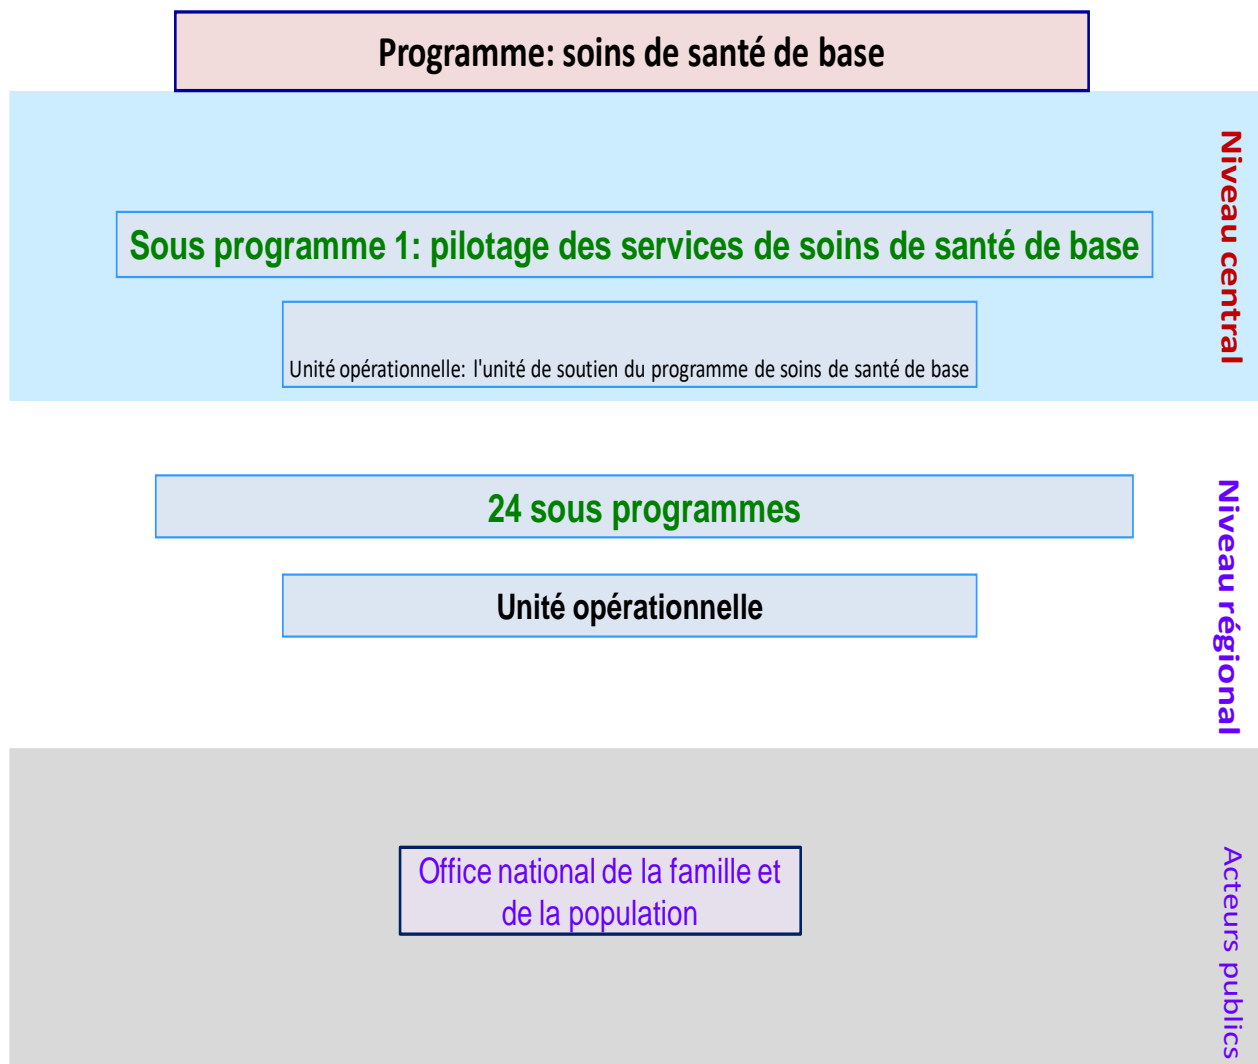 Programme: soins de santé de base
Niveau central
Sous programme 1: pilotage des services de soins de santé de base
Unité opérationnelle: l'unité de soutien du programme de soins de santé de base
Niveau régional
24 sous programmes
Unité opérationnelle
Acteurs publics
Office national de la famille et
de la population